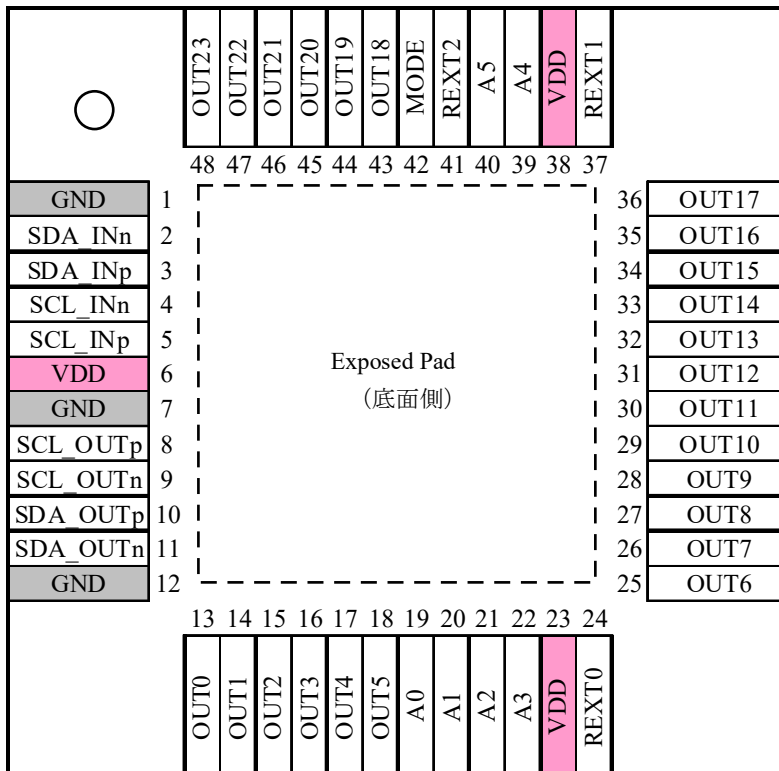 OUT23
OUT22
OUT21
OUT20
OUT19
OUT18
MODE
REXT2
A5
A4
VDD
REXT1
48 47 46 45 44 43 42 41 40 39 38 37
GND 1
SDA_INn 2
SDA_INp 3
SCL_INn 4
SCL_INp 5
VDD 6
GND 7
SCL_OUTp 8
SCL_OUTn 9
SDA_OUTp 10
SDA_OUTn 11
GND 12
Exposed Pad
(底面側)
36 OUT17
35 OUT16
34 OUT15
33 OUT14
32 OUT13
31 OUT12
30 OUT11
29 OUT10
28 OUT9
27 OUT8
26 OUT7
25 OUT6
13 14 15 16 17 18 19 20 21 22 23 24
OUT0
OUT1
OUT2
OUT3
OUT4
OUT5
A0
A1
A2
A3
VDD
REXT0